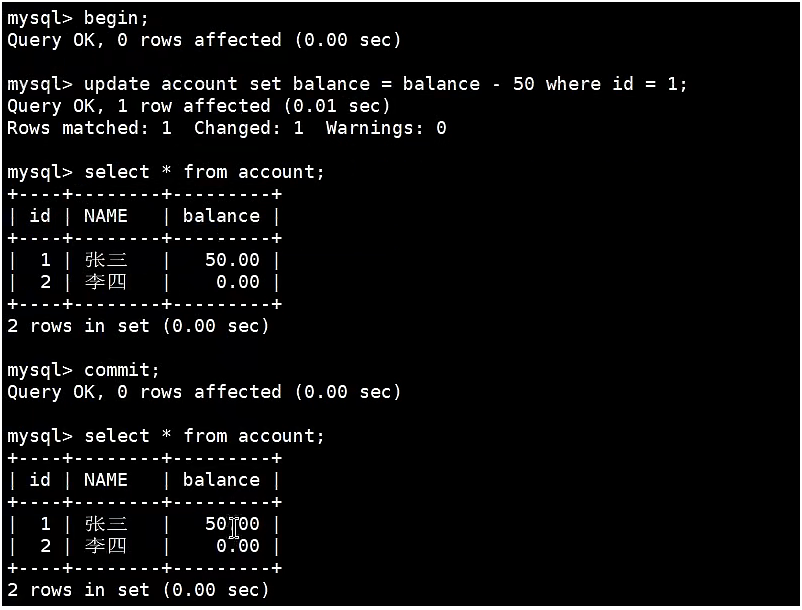 mysql> begin;
Query OK, 0 rows affected (0.00 sec)
mysql> update account set balance = balance - 50 where id = 1;
Query OK, 1 row affected (0.01 sec)
Rows matched: 1  Changed: 1  Warnings: 0
mysql> select * from account;
+----+--------+---------+
| id | NAME   | balance |
+----+--------+---------+
|  1 | 张三   |   50.00 |
|  2 | 李四   |    0.00 |
+----+--------+---------+
2 rows in set (0.00 sec)
mysql> commit;
Query OK, 0 rows affected (0.00 sec)
mysql> select * from account;
+----+--------+---------+
| id | NAME   | balance |
+----+--------+---------+
|  1 | 张三   |   50.00 |
|  2 | 李四   |    0.00 |
+----+--------+---------+
2 rows in set (0.00 sec)